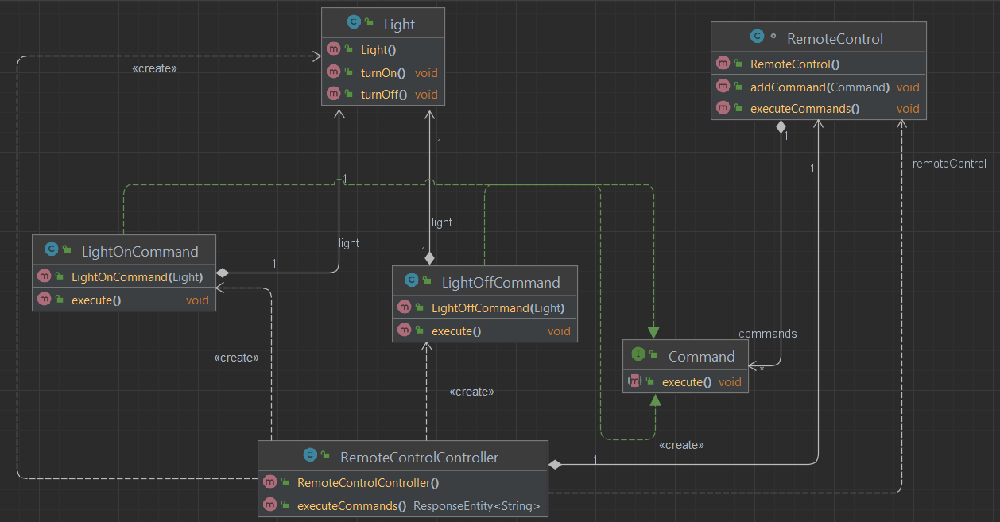 Light
Light()
turnOn() void
turnOff() void
RemoteControl
RemoteControl()
addCommand(Command) void
executeCommands() void
«create»
1
1
1
remoteControl
1
light
light
LightOnCommand
LightOnCommand(Light)
execute() void
1
1
LightOffCommand
LightOffCommand(Light)
execute() void
commands
*
Command
execute() void
«create»
«create»
«create»
1
RemoteControlController
RemoteControlController()
executeCommands() ResponseEntity<String>